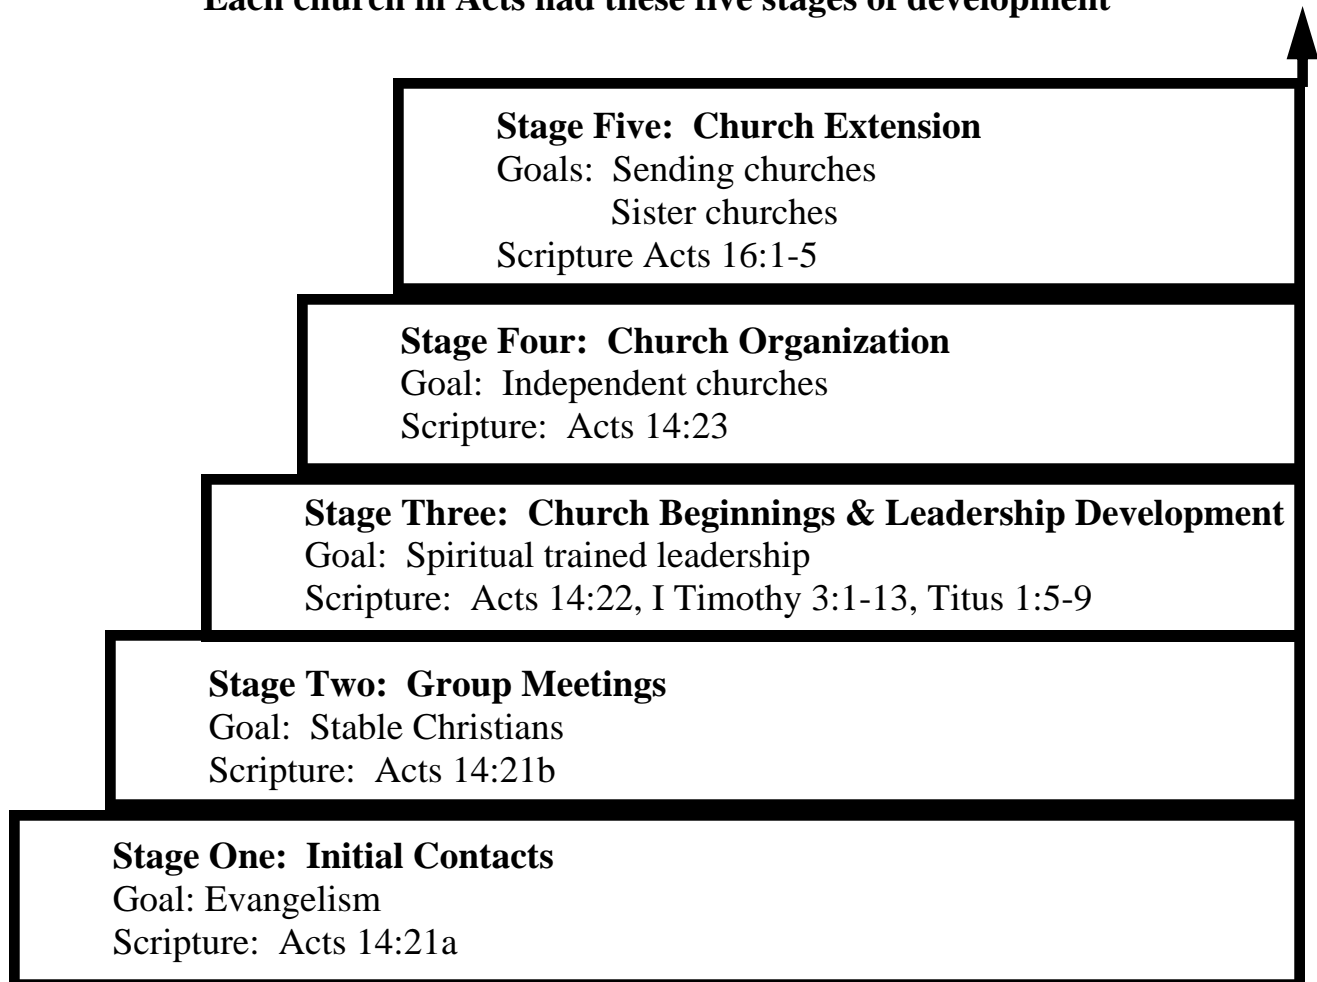 Each church in Acts had these five stages of development
Stage Five:  Church Extension
Goals:  Sending churches
Sister churches
Scripture Acts 16:1-5
Stage Four:  Church Organization
Goal:  Independent churches
Scripture:  Acts 14:23
Stage Three:  Church Beginnings & Leadership Development
Goal:  Spiritual trained leadership
Scripture:  Acts 14:22, I Timothy 3:1-13, Titus 1:5-9
Stage Two:  Group Meetings
Goal:  Stable Christians
Scripture:  Acts 14:21b
Stage One:  Initial Contacts
Goal: Evangelism
Scripture:  Acts 14:21a